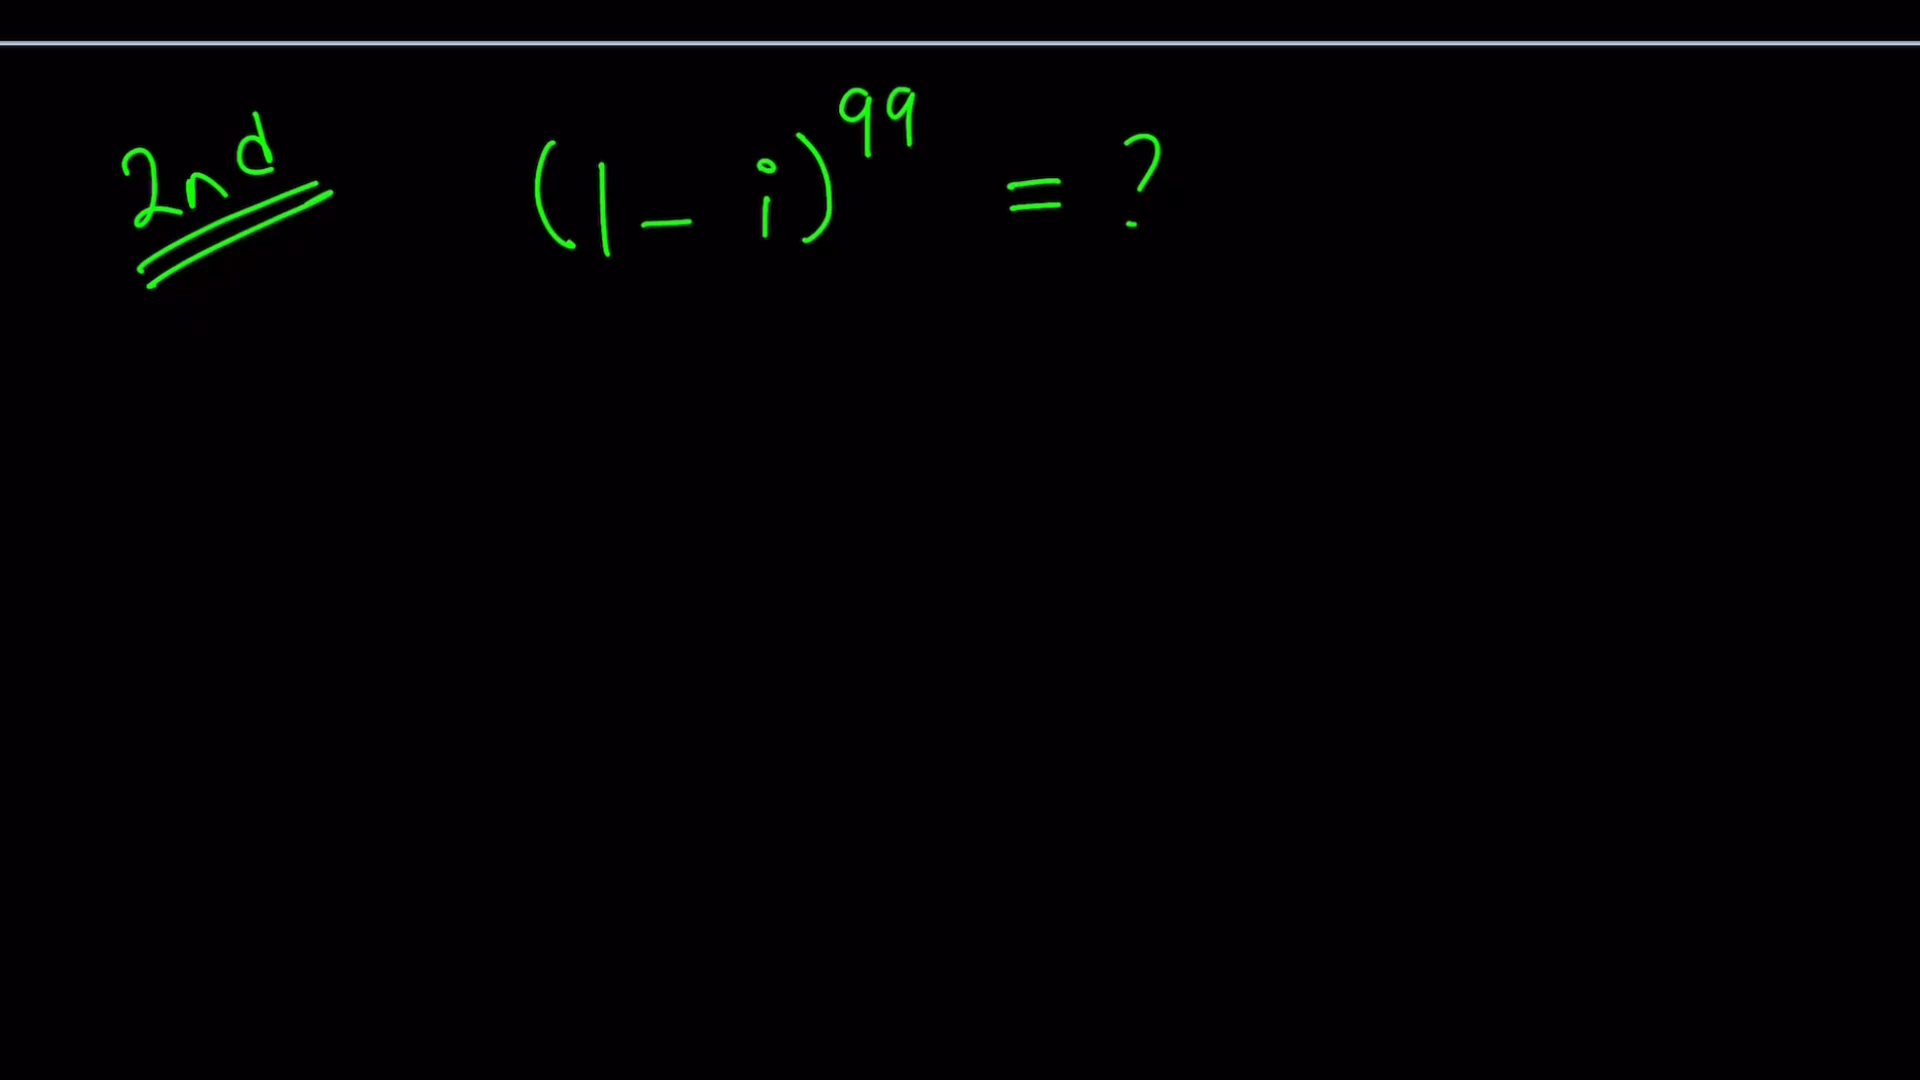 2nd (1 - i)^99 = ?